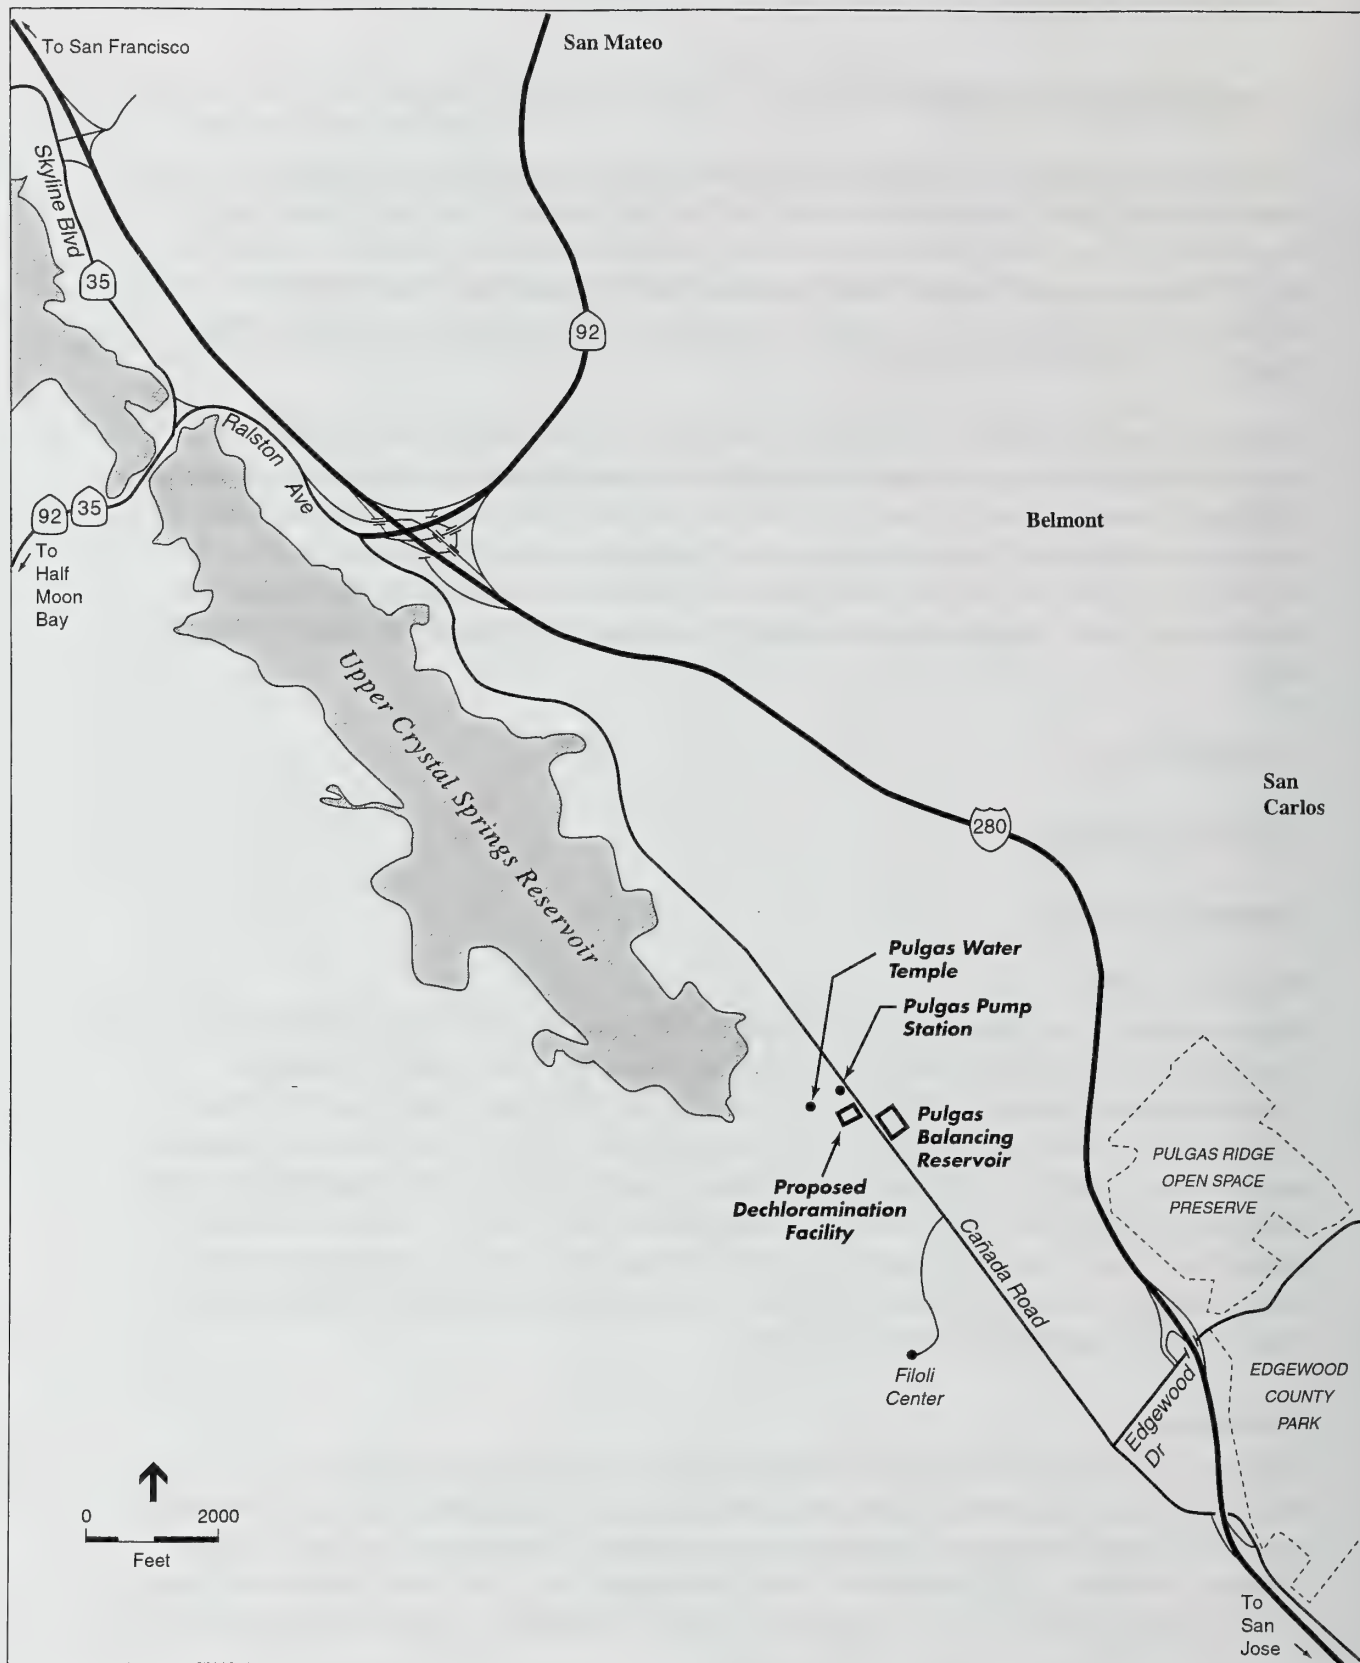 To San Francisco
San Mateo
Skyline Blvd
35
92
Ralston
Ave
92
35
To
Half
Moon
Bay
Belmont
Upper Crystal Springs Reservoir
San
Carlos
280
Pulgas Water
Temple
Pulgas Pump
Station
Pulgas
Balancing
Reservoir
Proposed
Dechloramination
Facility
PULGAS RIDGE
OPEN SPACE
PRESERVE
Cañada Road
Filoli
Center
Edgewood
Dr
EDGEWOOD
COUNTY
PARK
0 2000
Feet
To
San
Jose